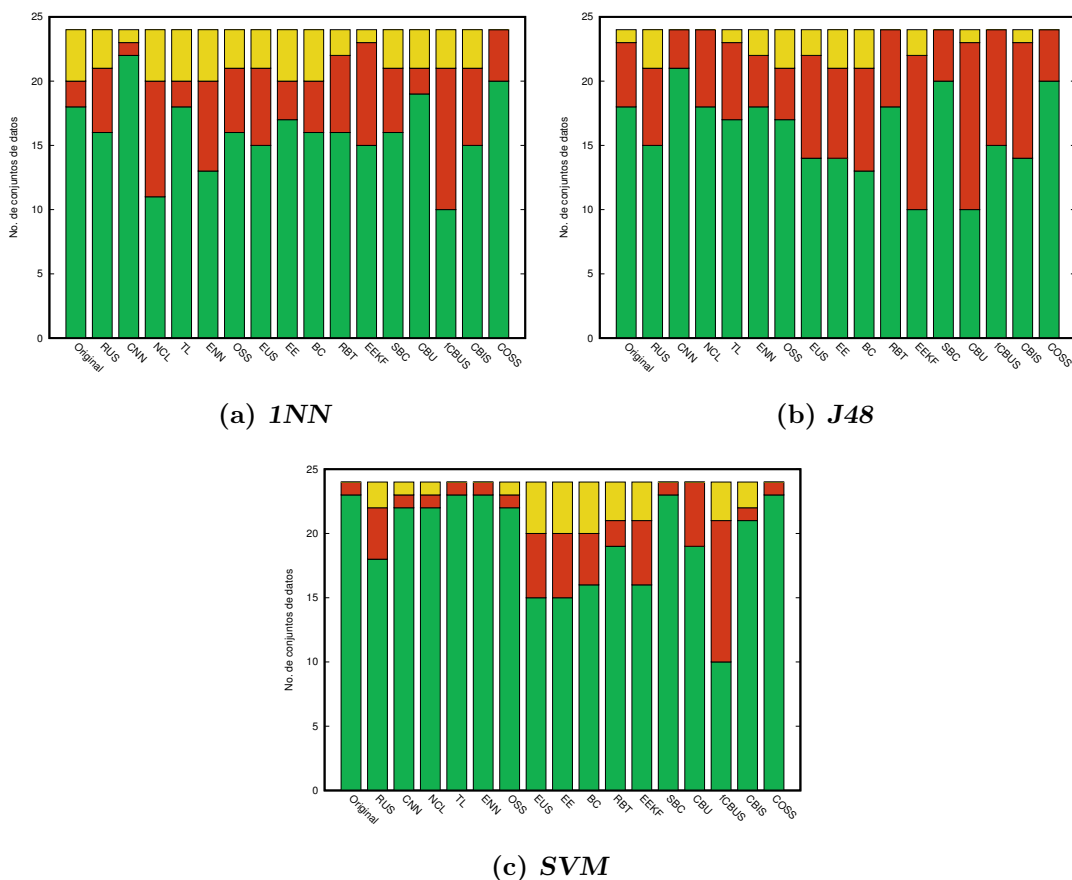 25
20
15
10
5
0
No. de conjuntos de datos
Original RUS CNN NCL TL ENN OSS EUS EE BC RBT EEKF SBC CBU fCBUS CBIS COSS
(a) 1NN
25
20
15
10
5
0
No. de conjuntos de datos
Original RUS CNN NCL TL ENN OSS EUS EE BC RBT EEKF SBC CBU fCBUS CBIS COSS
(b) J48
25
20
15
10
5
0
No. de conjuntos de datos
Original RUS CNN NCL TL ENN OSS EUS EE BC RBT EEKF SBC CBU fCBUS CBIS COSS
(c) SVM